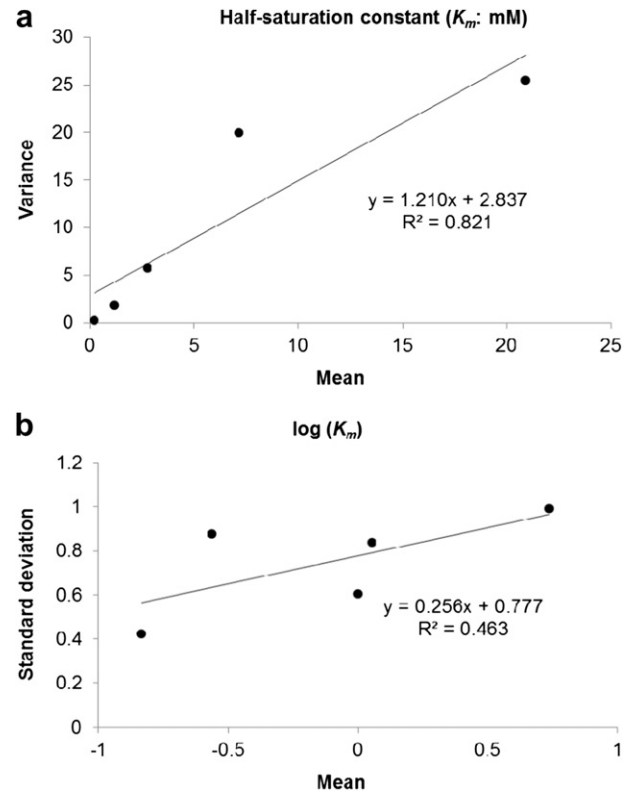 a
Half-saturation constant (Km: mM)
30
25
20
15
10
5
0
Variance
y = 1.210x + 2.837
R² = 0.821
0 5 10 15 20 25
Mean
b
log (Km)
1.2
1
0.8
0.6
0.4
0.2
0
Standard deviation
y = 0.256x + 0.777
R² = 0.463
-1 -0.5 0 0.5 1
Mean